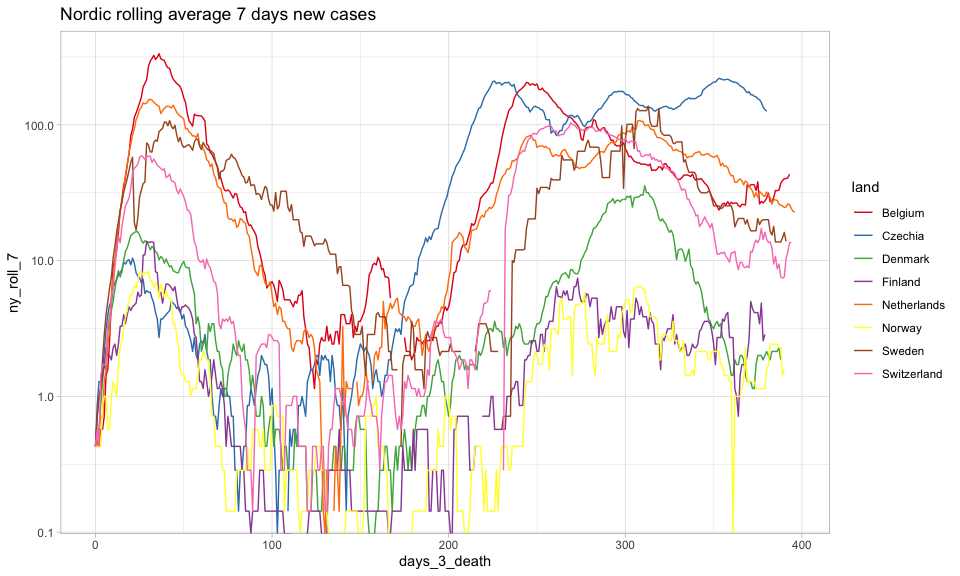 Nordic rolling average 7 days new cases
ny_roll_7
100.0
10.0
1.0
0.1
0
100
200
300
400
days_3_death
land
Belgium
Czechia
Denmark
Finland
Netherlands
Norway
Sweden
Switzerland